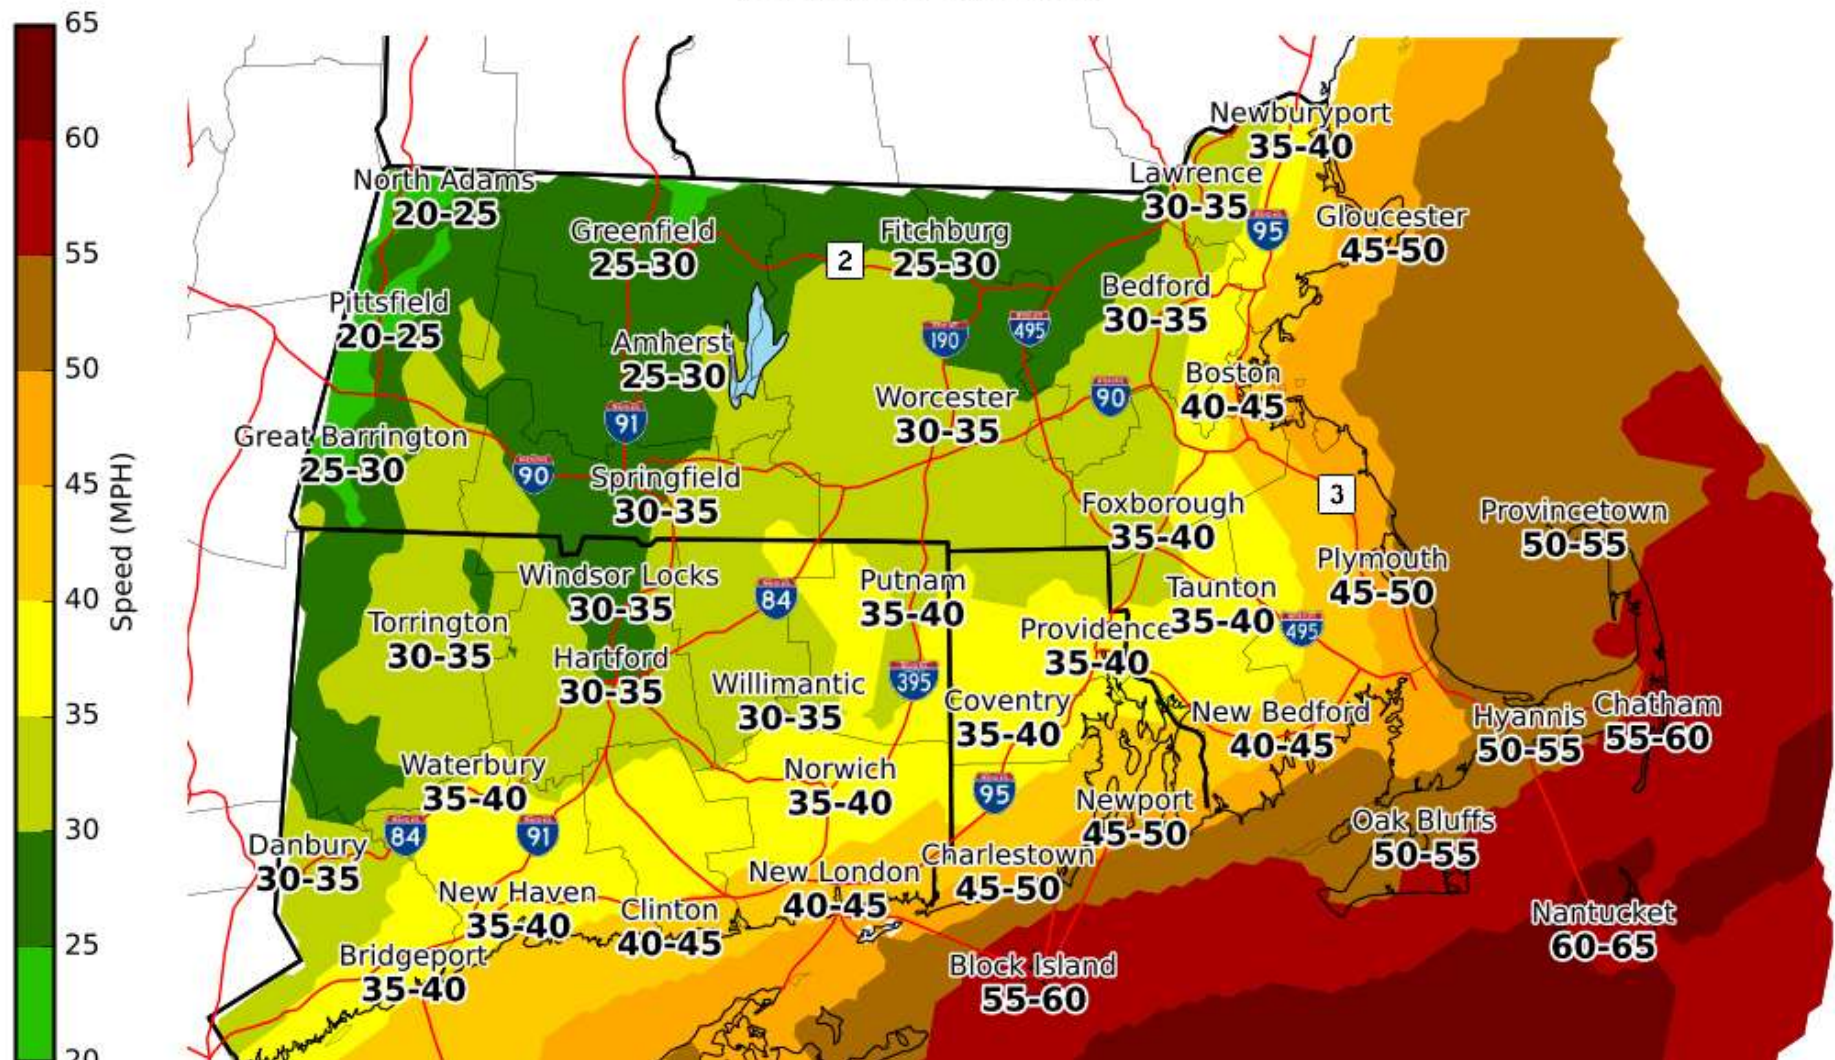 65
60
55
50
45
40
35
30
25
20
Speed (MPH)
Newburyport
35-40
North Adams
20-25
Lawrence
30-35
95
Gloucester
45-50
Greenfield
25-30
2
Fitchburg
25-30
Bedford
30-35
Pittsfield
20-25
Amherst
25-30
190
495
Boston
40-45
Worcester
30-35
90
91
Great Barrington
25-30
90
Springfield
30-35
3
Foxborough
35-40
Provincetown
50-55
Plymouth
45-50
Windsor Locks
30-35
84
Putnam
35-40
Taunton
35-40
495
Torrington
30-35
Providence
35-40
Hartford
30-35
Willimantic
30-35
395
Coventry
35-40
New Bedford
40-45
Hyannis
50-55
Chatham
55-60
Waterbury
35-40
Norwich
35-40
95
Newport
45-50
Oak Bluffs
50-55
84
91
Danbury
30-35
Charlestown
45-50
New London
40-45
New Haven
35-40
Clinton
40-45
Nantucket
60-65
Bridgeport
35-40
Block Island
55-60